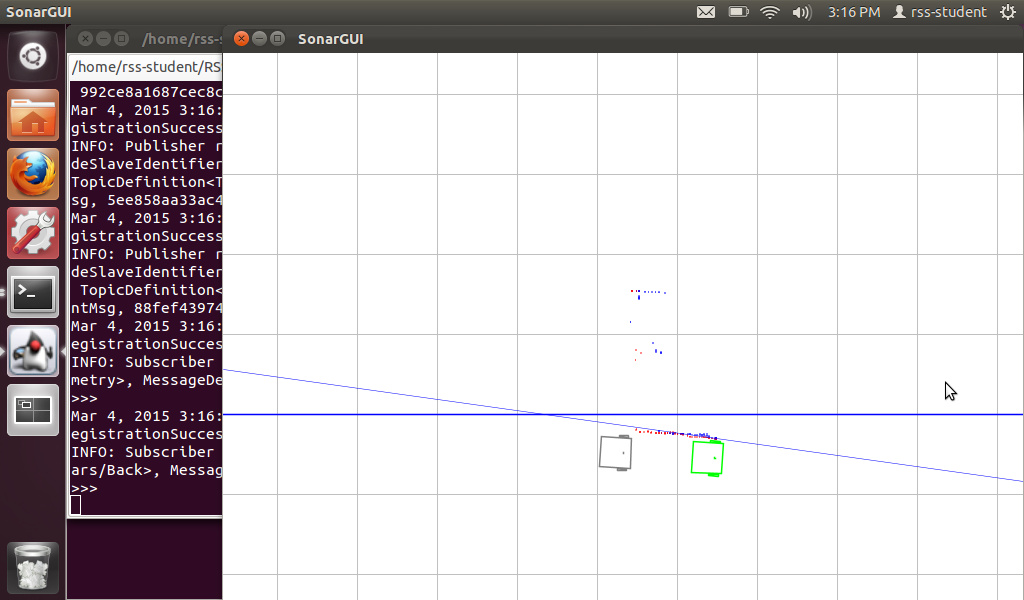 SonarGUI
3:16 PM
rss-student
/home/rss-s
SonarGUI
/home/rss-student/RS
992ce8a1687cec8c
Mar 4, 2015 3:16:
gistrationSuccess
INFO: Publisher r
deSlaveIdentifier
TopicDefinition<T
sg, 5ee858aa33ac4
Mar 4, 2015 3:16:
gistrationSuccess
INFO: Publisher r
deSlaveIdentifier
TopicDefinition<
ntMsg, 88fef43974
Mar 4, 2015 3:16:
egistrationSucces
INFO: Subscriber
metry>, MessageDe
>>>
Mar 4, 2015 3:16:
egistrationSucces
INFO: Subscriber
ars/Back>, Messag
>>>